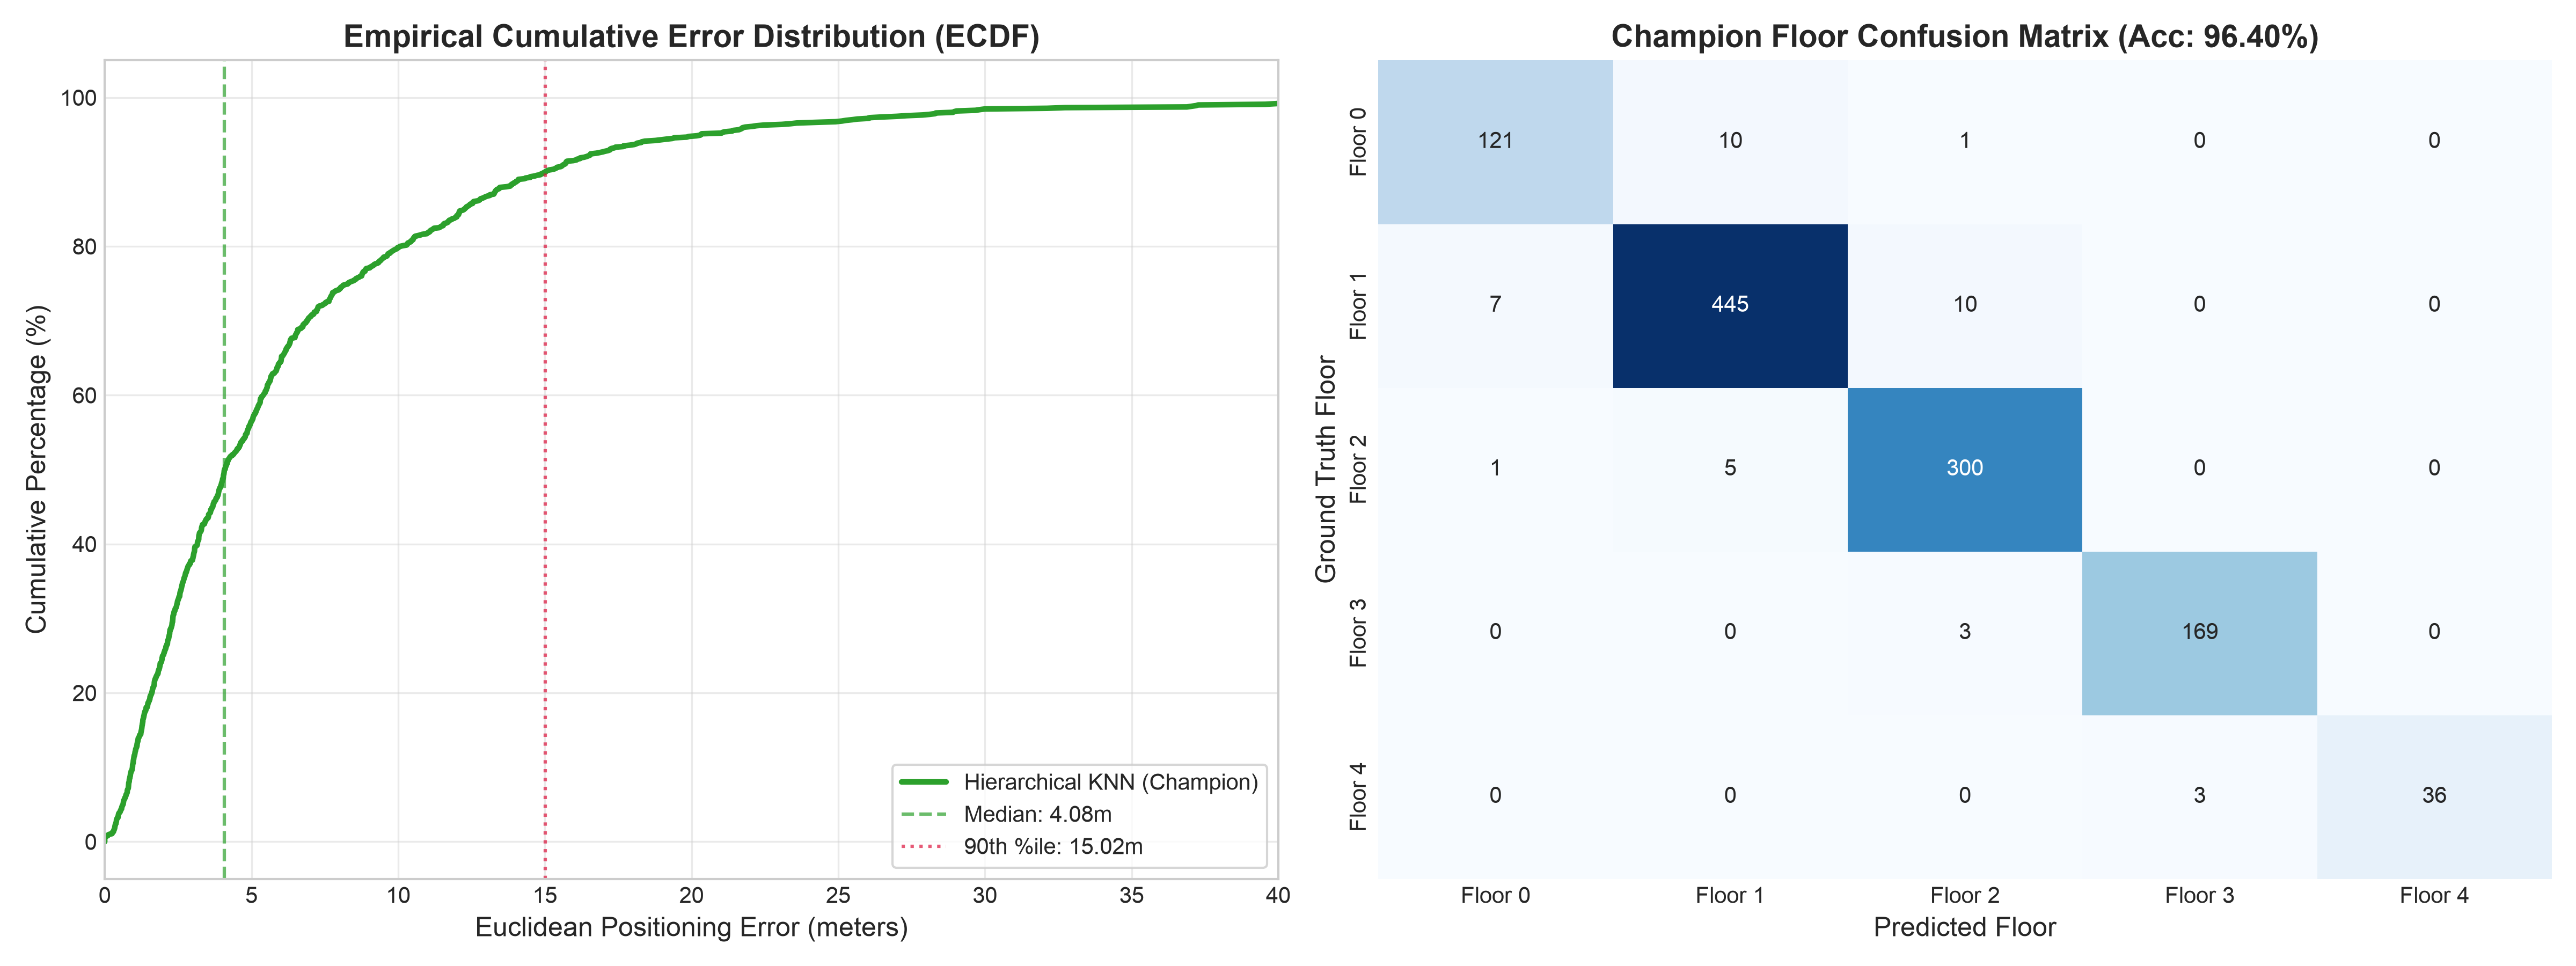 Empirical Cumulative Error Distribution (ECDF)
Cumulative Percentage (%)
100
80
60
40
20
0
0 5 10 15 20 25 30 35 40
Euclidean Positioning Error (meters)
Hierarchical KNN (Champion)
Median: 4.08m
90th %ile: 15.02m
Champion Floor Confusion Matrix (Acc: 96.40%)
Ground Truth Floor
Floor 0 121 10 1 0 0
Floor 1 7 445 10 0 0
Floor 2 1 5 300 0 0
Floor 3 0 0 3 169 0
Floor 4 0 0 0 3 36
Floor 0 Floor 1 Floor 2 Floor 3 Floor 4
Predicted Floor